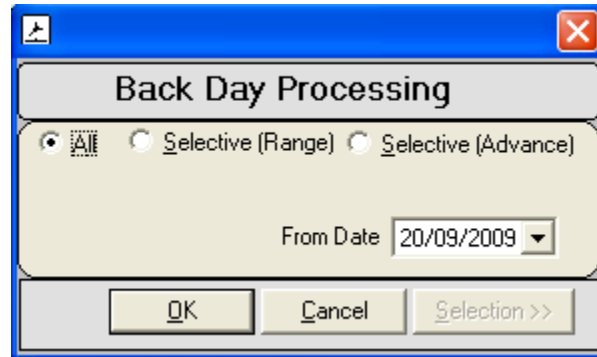 Back Day Processing
All Selective (Range) Selective (Advance)
From Date 20/09/2009
OK Cancel Selection >>